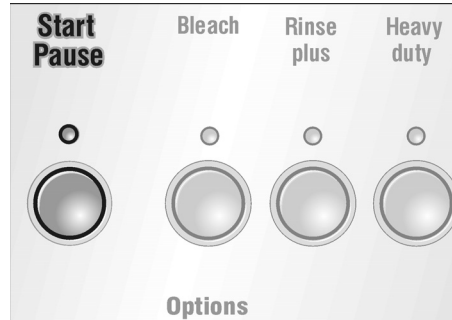 Start
Pause
Bleach
Rinse
plus
Heavy
duty
Options